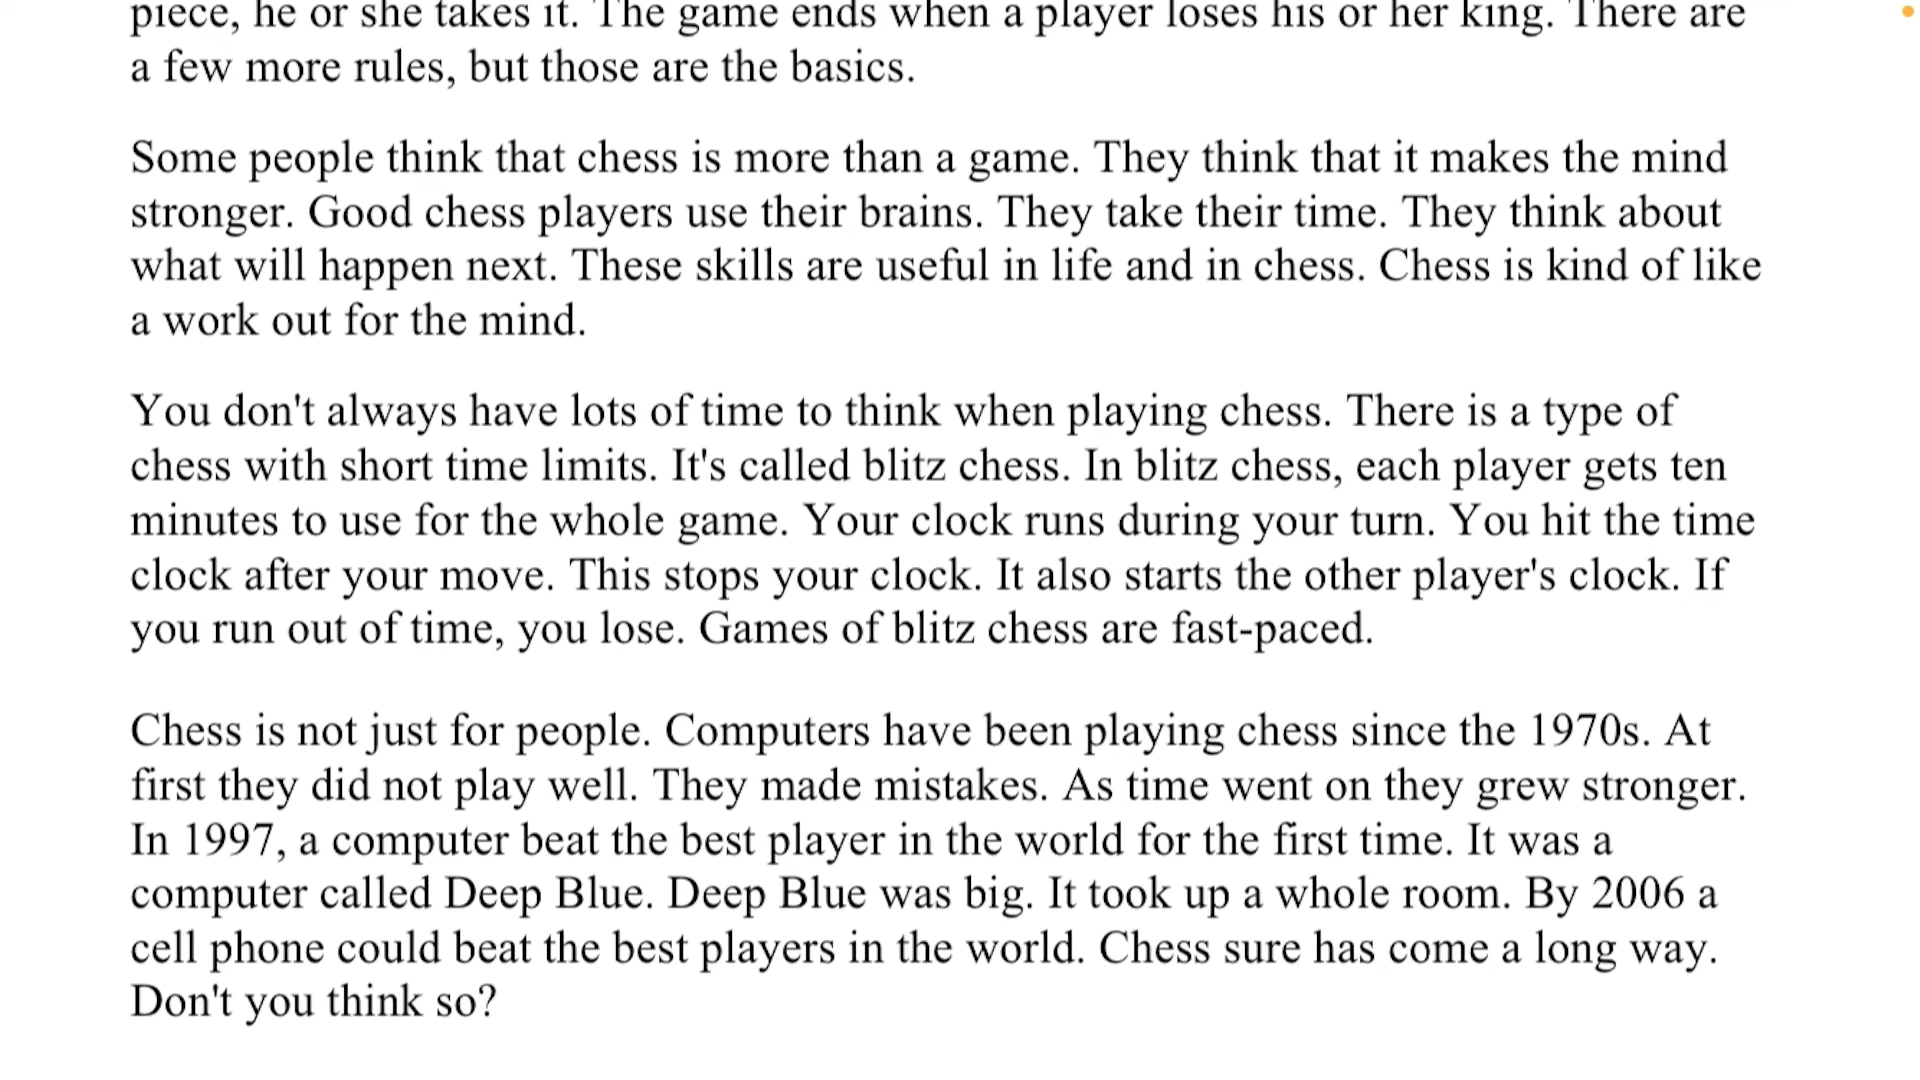 piece, he or she takes it. The game ends when a player loses his or her king. There are
a few more rules, but those are the basics.
Some people think that chess is more than a game. They think that it makes the mind
stronger. Good chess players use their brains. They take their time. They think about
what will happen next. These skills are useful in life and in chess. Chess is kind of like
a work out for the mind.
You don't always have lots of time to think when playing chess. There is a type of
chess with short time limits. It's called blitz chess. In blitz chess, each player gets ten
minutes to use for the whole game. Your clock runs during your turn. You hit the time
clock after your move. This stops your clock. It also starts the other player's clock. If
you run out of time, you lose. Games of blitz chess are fast-paced.
Chess is not just for people. Computers have been playing chess since the 1970s. At
first they did not play well. They made mistakes. As time went on they grew stronger.
In 1997, a computer beat the best player in the world for the first time. It was a
computer called Deep Blue. Deep Blue was big. It took up a whole room. By 2006 a
cell phone could beat the best players in the world. Chess sure has come a long way.
Don't you think so?